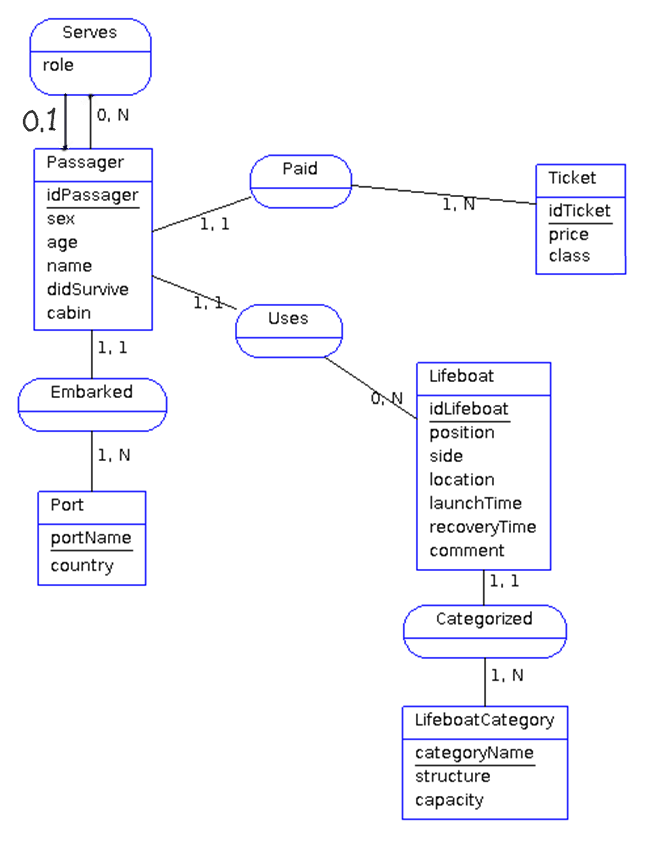 Serves
role
0,1
0, N
Passager
idPassager
sex
age
name
didSurvive
cabin
Paid
1, 1
1, N
Ticket
idTicket
price
class
1, 1
Uses
0, N
Lifeboat
idLifeboat
position
side
location
launchTime
recoveryTime
comment
1, 1
Embarked
1, N
Port
portName
country
1, 1
Categorized
1, N
LifeboatCategory
categoryName
structure
capacity